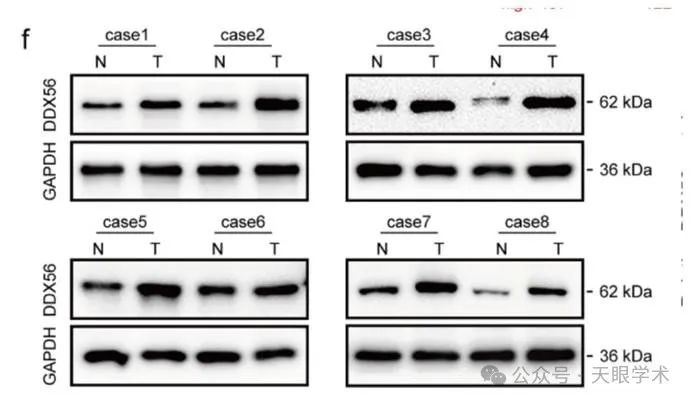 f
case1 case2 case3 case4
N T N T N T N T
DDX56 62 kDa
GAPDH 36 kDa
case5 case6 case7 case8
N T N T N T N T
DDX56 - 62 kDa
GAPDH - 36 kDa
公众号 · 天眼学术